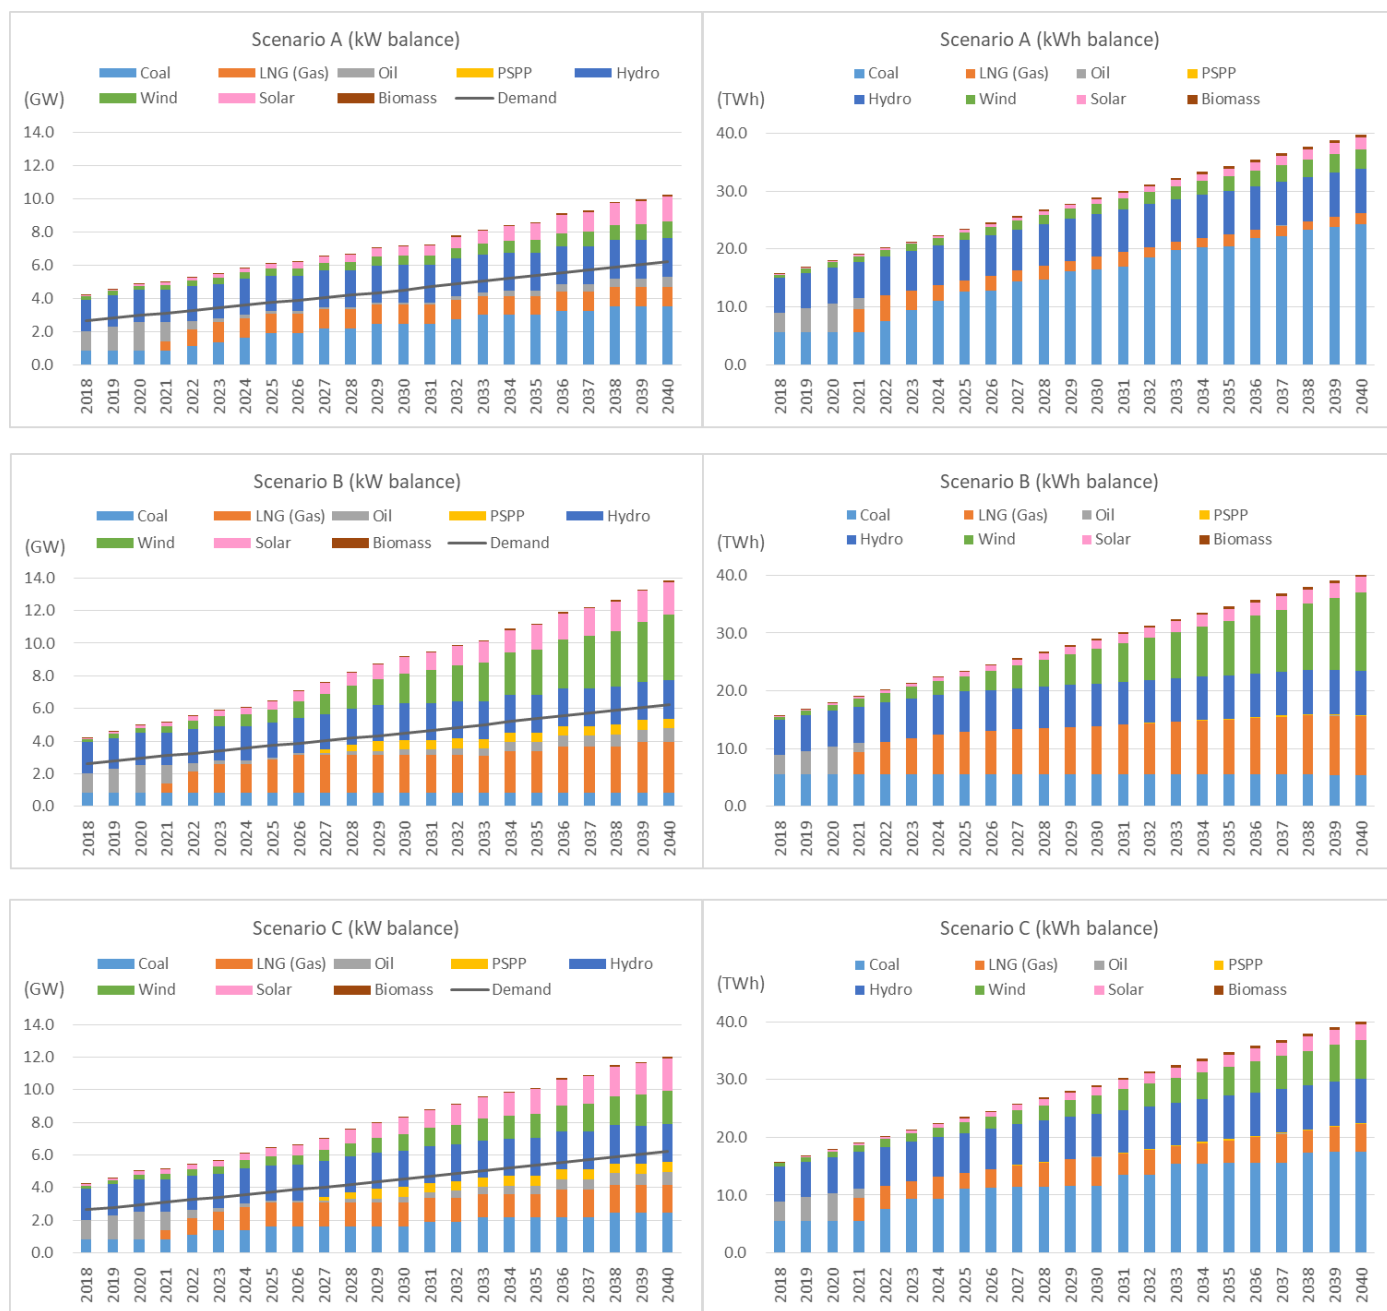 Scenario A (kW balance)
Coal LNG (Gas) Oil PSPP Hydro
Wind Solar Biomass Demand
(GW)
14.0
12.0
10.0
8.0
6.0
4.0
2.0
0.0
2018 2019 2020 2021 2022 2023 2024 2025 2026 2027 2028 2029 2030 2031 2032 2033 2034 2035 2036 2037 2038 2039 2040
Scenario A (kWh balance)
Coal LNG (Gas) Oil PSPP
Hydro Wind Solar Biomass
(TWh)
40.0
30.0
20.0
10.0
0.0
2018 2019 2020 2021 2022 2023 2024 2025 2026 2027 2028 2029 2030 2031 2032 2033 2034 2035 2036 2037 2038 2039 2040
Scenario B (kW balance)
Coal LNG (Gas) Oil PSPP Hydro
Wind Solar Biomass Demand
(GW)
14.0
12.0
10.0
8.0
6.0
4.0
2.0
0.0
2018 2019 2020 2021 2022 2023 2024 2025 2026 2027 2028 2029 2030 2031 2032 2033 2034 2035 2036 2037 2038 2039 2040
Scenario B (kWh balance)
Coal LNG (Gas) Oil PSPP
Hydro Wind Solar Biomass
(TWh)
40.0
30.0
20.0
10.0
0.0
2018 2019 2020 2021 2022 2023 2024 2025 2026 2027 2028 2029 2030 2031 2032 2033 2034 2035 2036 2037 2038 2039 2040
Scenario C (kW balance)
Coal LNG (Gas) Oil PSPP Hydro
Wind Solar Biomass Demand
(GW)
14.0
12.0
10.0
8.0
6.0
4.0
2.0
0.0
2018 2019 2020 2021 2022 2023 2024 2025 2026 2027 2028 2029 2030 2031 2032 2033 2034 2035 2036 2037 2038 2039 2040
Scenario C (kWh balance)
Coal LNG (Gas) Oil PSPP
Hydro Wind Solar Biomass
(TWh)
40.0
30.0
20.0
10.0
0.0
2018 2019 2020 2021 2022 2023 2024 2025 2026 2027 2028 2029 2030 2031 2032 2033 2034 2035 2036 2037 2038 2039 2040